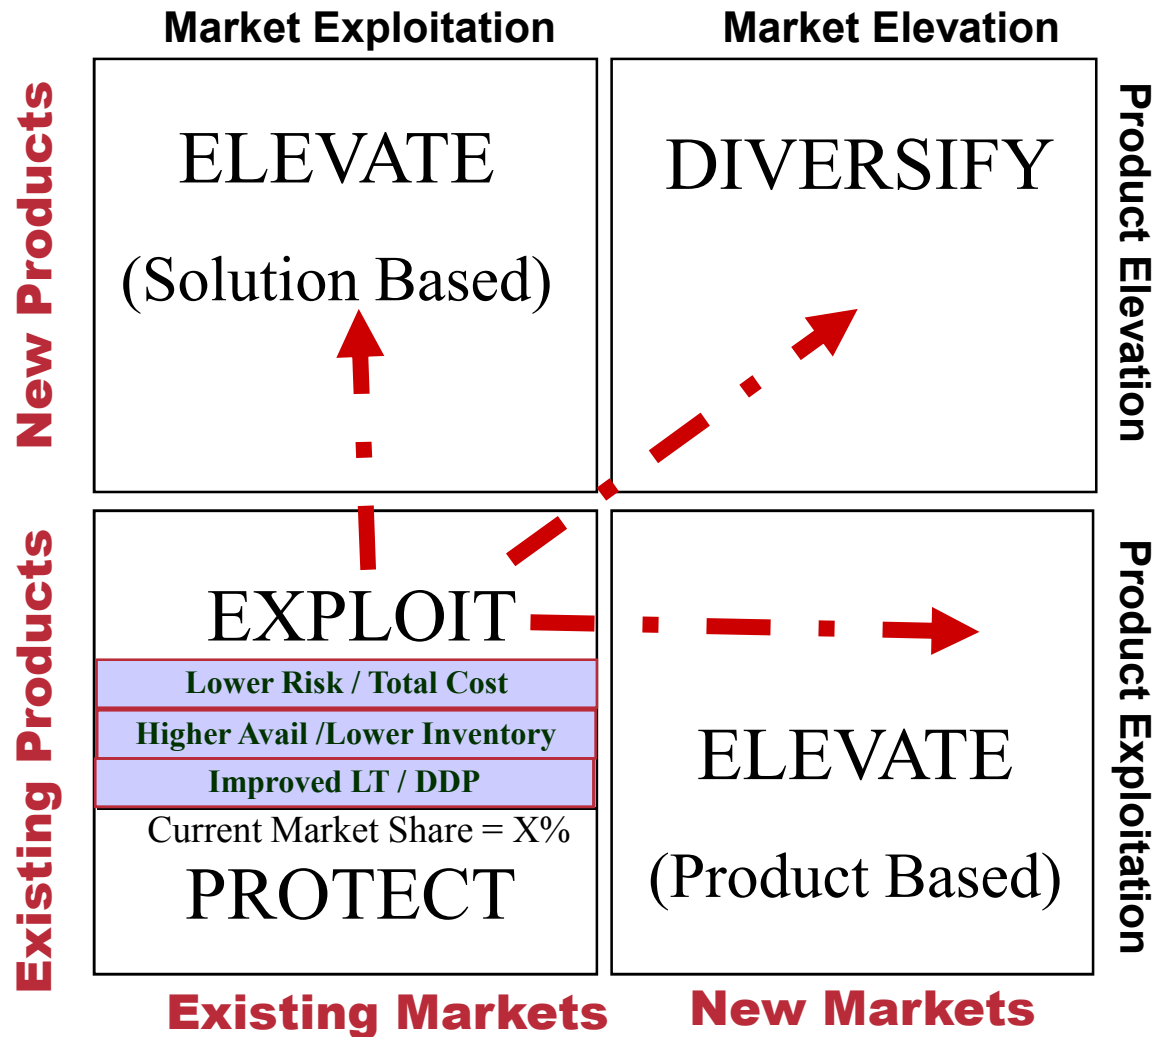 Market Exploitation
Market Elevation
New Products
ELEVATE
(Solution Based)
DIVERSIFY
Product Elevation
Existing Products
EXPLOIT
Lower Risk / Total Cost
Higher Avail /Lower Inventory
Improved LT / DDP
Current Market Share = X%
PROTECT
ELEVATE
(Product Based)
Product Exploitation
Existing Markets
New Markets